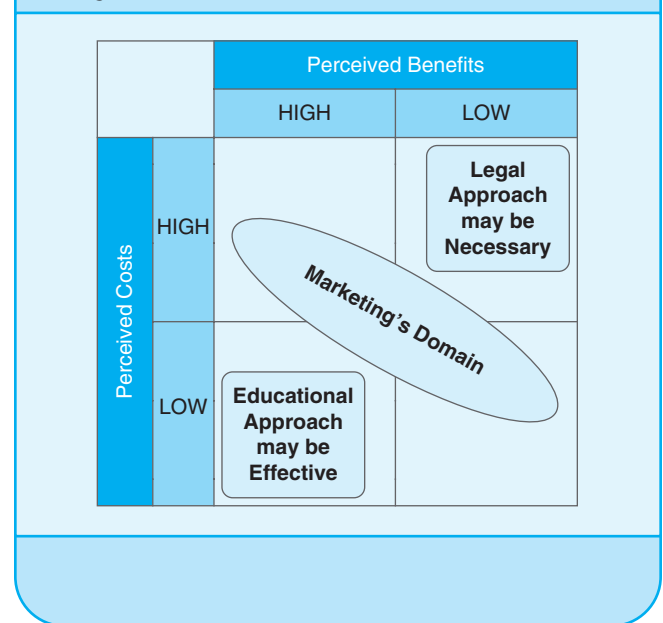 Perceived Benefits
HIGH
LOW
Perceived Costs
HIGH
Legal
Approach
may be
Necessary
Marketing's Domain
LOW
Educational
Approach
may be
Effective